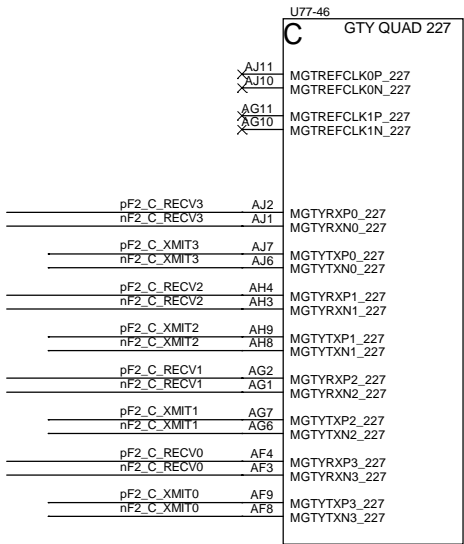 U77-46
C GTY QUAD 227
AJ11 MGTREFCLK0P_227
AJ10 MGTREFCLK0N_227
AG11 MGTREFCLK1P_227
AG10 MGTREFCLK1N_227
pF2_C_RECV3 AJ2 MGTYRXP0_227
nF2_C_RECV3 AJ1 MGTYRXN0_227
pF2_C_XMIT3 AJ7 MGTYTXP0_227
nF2_C_XMIT3 AJ6 MGTYTXN0_227
pF2_C_RECV2 AH4 MGTYRXP1_227
nF2_C_RECV2 AH3 MGTYRXN1_227
pF2_C_XMIT2 AH9 MGTYTXP1_227
nF2_C_XMIT2 AH8 MGTYTXN1_227
pF2_C_RECV1 AG2 MGTYRXP2_227
nF2_C_RECV1 AG1 MGTYRXN2_227
pF2_C_XMIT1 AG7 MGTYTXP2_227
nF2_C_XMIT1 AG6 MGTYTXN2_227
pF2_C_RECV0 AF4 MGTYRXP3_227
nF2_C_RECV0 AF3 MGTYRXN3_227
pF2_C_XMIT0 AF9 MGTYTXP3_227
nF2_C_XMIT0 AF8 MGTYTXN3_227